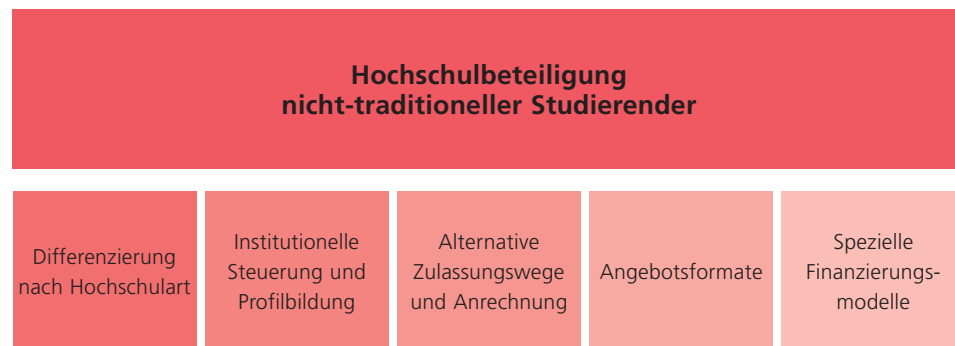 Hochschulbeteiligung
nicht-traditioneller Studierender
Differenzierung
nach Hochschulart
Institutionelle
Steuerung und
Profilbildung
Alternative
Zulassungswege
und Anrechnung
Angebotsformate
Spezielle
Finanzierungs-
modelle